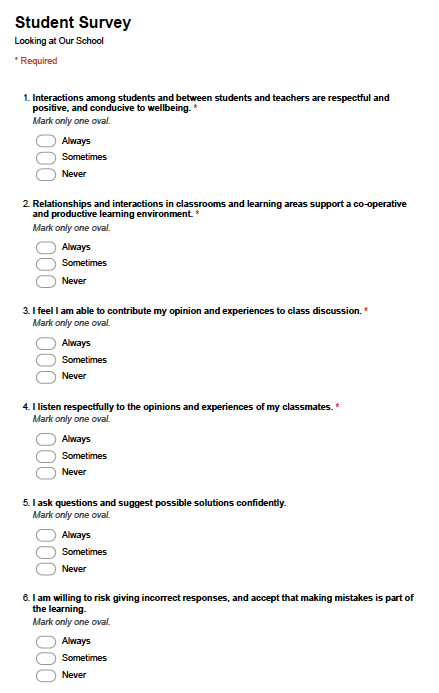 Student Survey
Looking at Our School
* Required
1. Interactions among students and between students and teachers are respectful and
positive, and conducive to wellbeing. *
Mark only one oval.
Always
Sometimes
Never
2. Relationships and interactions in classrooms and learning areas support a co-operative
and productive learning environment. *
Mark only one oval.
Always
Sometimes
Never
3. I feel I am able to contribute my opinion and experiences to class discussion. *
Mark only one oval.
Always
Sometimes
Never
4. I listen respectfully to the opinions and experiences of my classmates. *
Mark only one oval.
Always
Sometimes
Never
5. I ask questions and suggest possible solutions confidently.
Mark only one oval.
Always
Sometimes
Never
6. I am willing to risk giving incorrect responses, and accept that making mistakes is part of
the learning.
Mark only one oval.
Always
Sometimes
Never